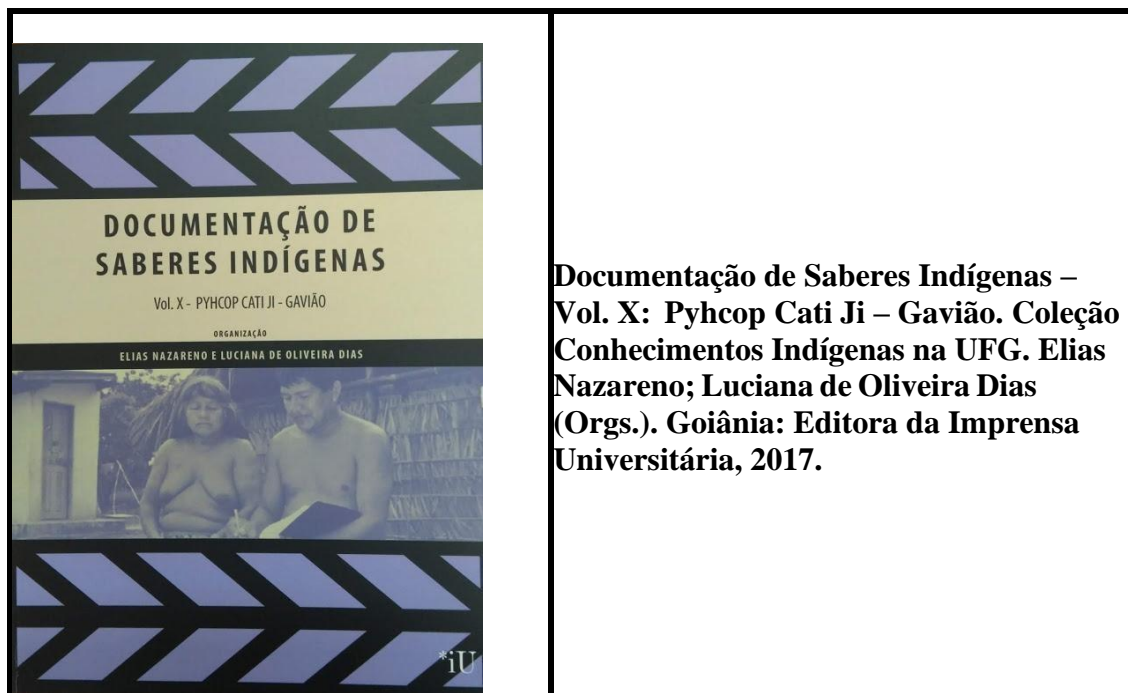 DOCUMENTAÇÃO DE
SABERES INDÍGENAS
Vol. X - PYHCOP CATI JI - GAVIÃO
ORGANIZAÇÃO
ELIAS NAZARENO E LUCIANA DE OLIVEIRA DIAS
*iU
Documentação de Saberes Indígenas –
Vol. X: Pyhcop Cati Ji – Gavião. Coleção
Conhecimentos Indígenas na UFG. Elias
Nazareno; Luciana de Oliveira Dias
(Orgs.). Goiânia: Editora da Imprensa
Universitária, 2017.